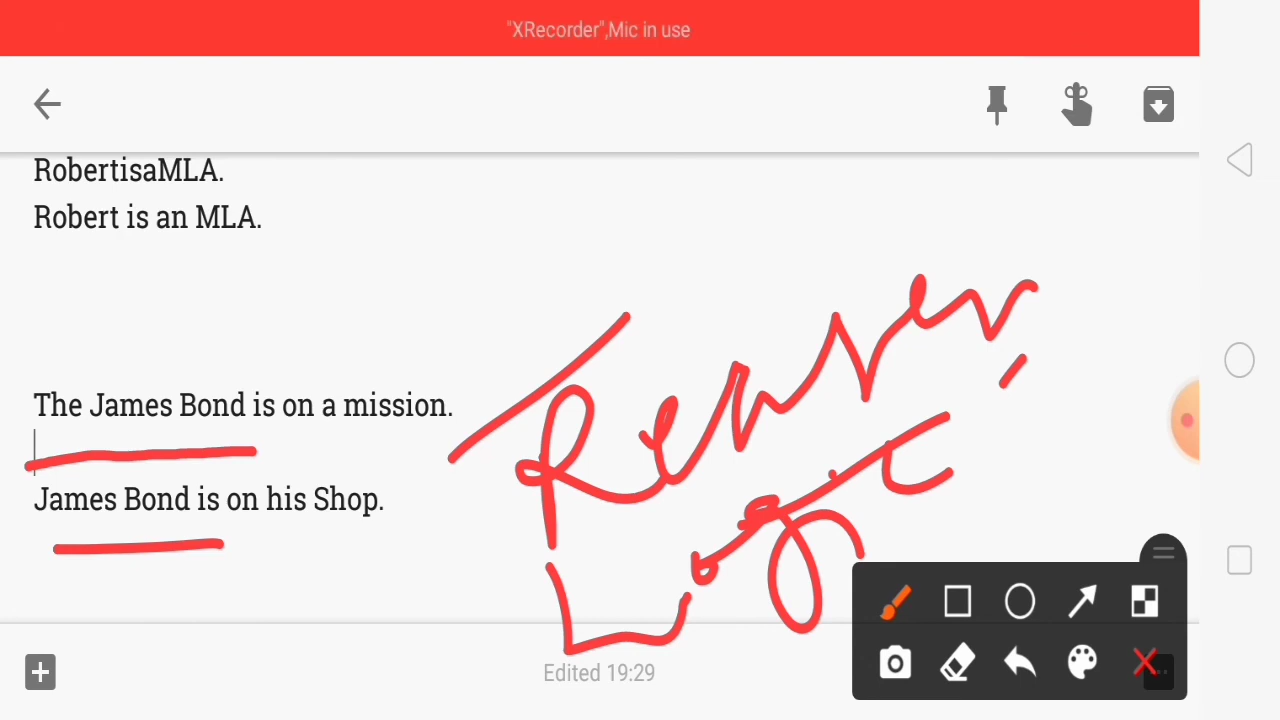 "XRecorder",Mic in use
RobertisaMLA.
Robert is an MLA.
The James Bond is on a mission.
James Bond is on his Shop.
Logic
Edited 19:29